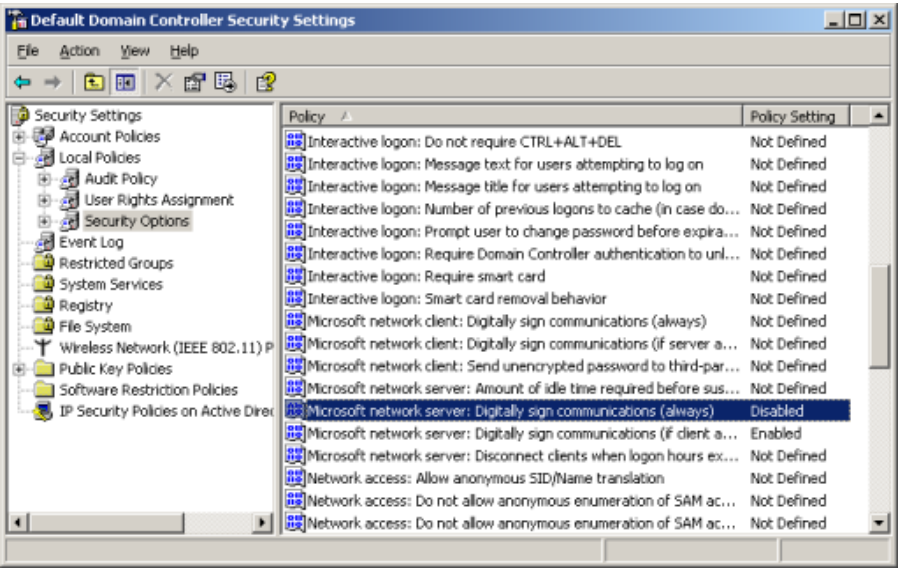 Default Domain Controller Security Settings
File Action View Help
Security Settings
Account Policies
Local Policies
Audit Policy
User Rights Assignment
Security Options
Event Log
Restricted Groups
System Services
Registry
File System
Wireless Network (IEEE 802.11) P
Public Key Policies
Software Restriction Policies
IP Security Policies on Active Direc
Policy Policy Setting
Interactive logon: Do not require CTRL+ALT+DEL Not Defined
Interactive logon: Message text for users attempting to log on Not Defined
Interactive logon: Message title for users attempting to log on Not Defined
Interactive logon: Number of previous logons to cache (in case do... Not Defined
Interactive logon: Prompt user to change password before expira... Not Defined
Interactive logon: Require Domain Controller authentication to unl... Not Defined
Interactive logon: Require smart card Not Defined
Interactive logon: Smart card removal behavior Not Defined
Microsoft network client: Digitally sign communications (always) Not Defined
Microsoft network client: Digitally sign communications (if server a... Not Defined
Microsoft network client: Send unencrypted password to third-par... Not Defined
Microsoft network server: Amount of idle time required before sus... Not Defined
Microsoft network server: Digitally sign communications (always) Disabled
Microsoft network server: Digitally sign communications (if client a... Enabled
Microsoft network server: Disconnect clients when logon hours ex... Not Defined
Network access: Allow anonymous SID/Name translation Not Defined
Network access: Do not allow anonymous enumeration of SAM ac... Not Defined
Network access: Do not allow anonymous enumeration of SAM ac... Not Defined